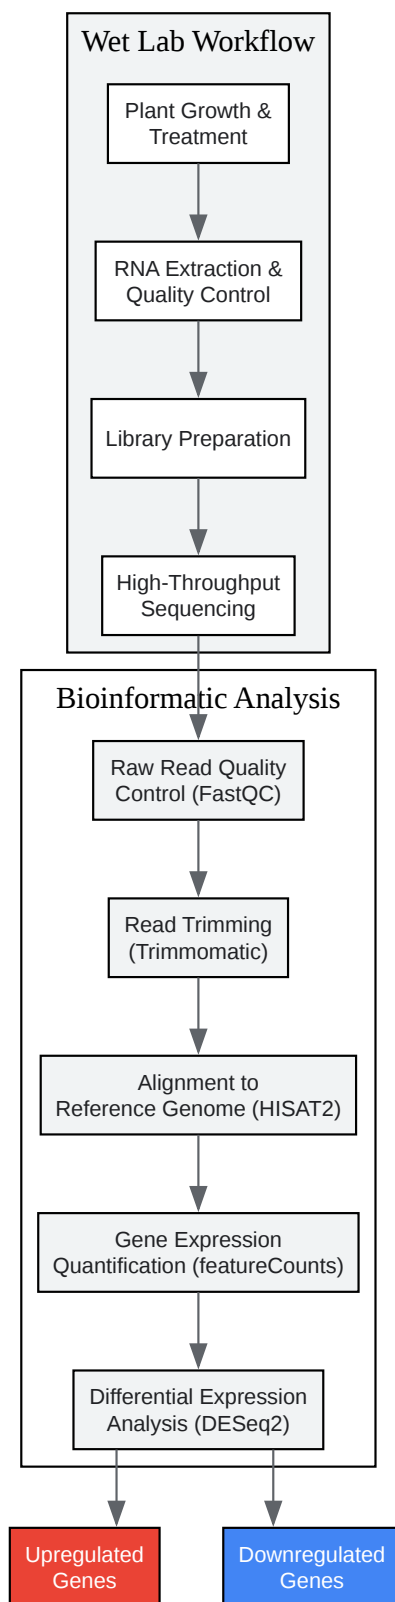 Wet Lab Workflow
Plant Growth &
Treatment
RNA Extraction &
Quality Control
Library Preparation
High-Throughput
Sequencing
Bioinformatic Analysis
Raw Read Quality
Control (FastQC)
Read Trimming
(Trimmomatic)
Alignment to
Reference Genome (HISAT2)
Gene Expression
Quantification (featureCounts)
Differential Expression
Analysis (DESeq2)
Upregulated
Genes
Downregulated
Genes